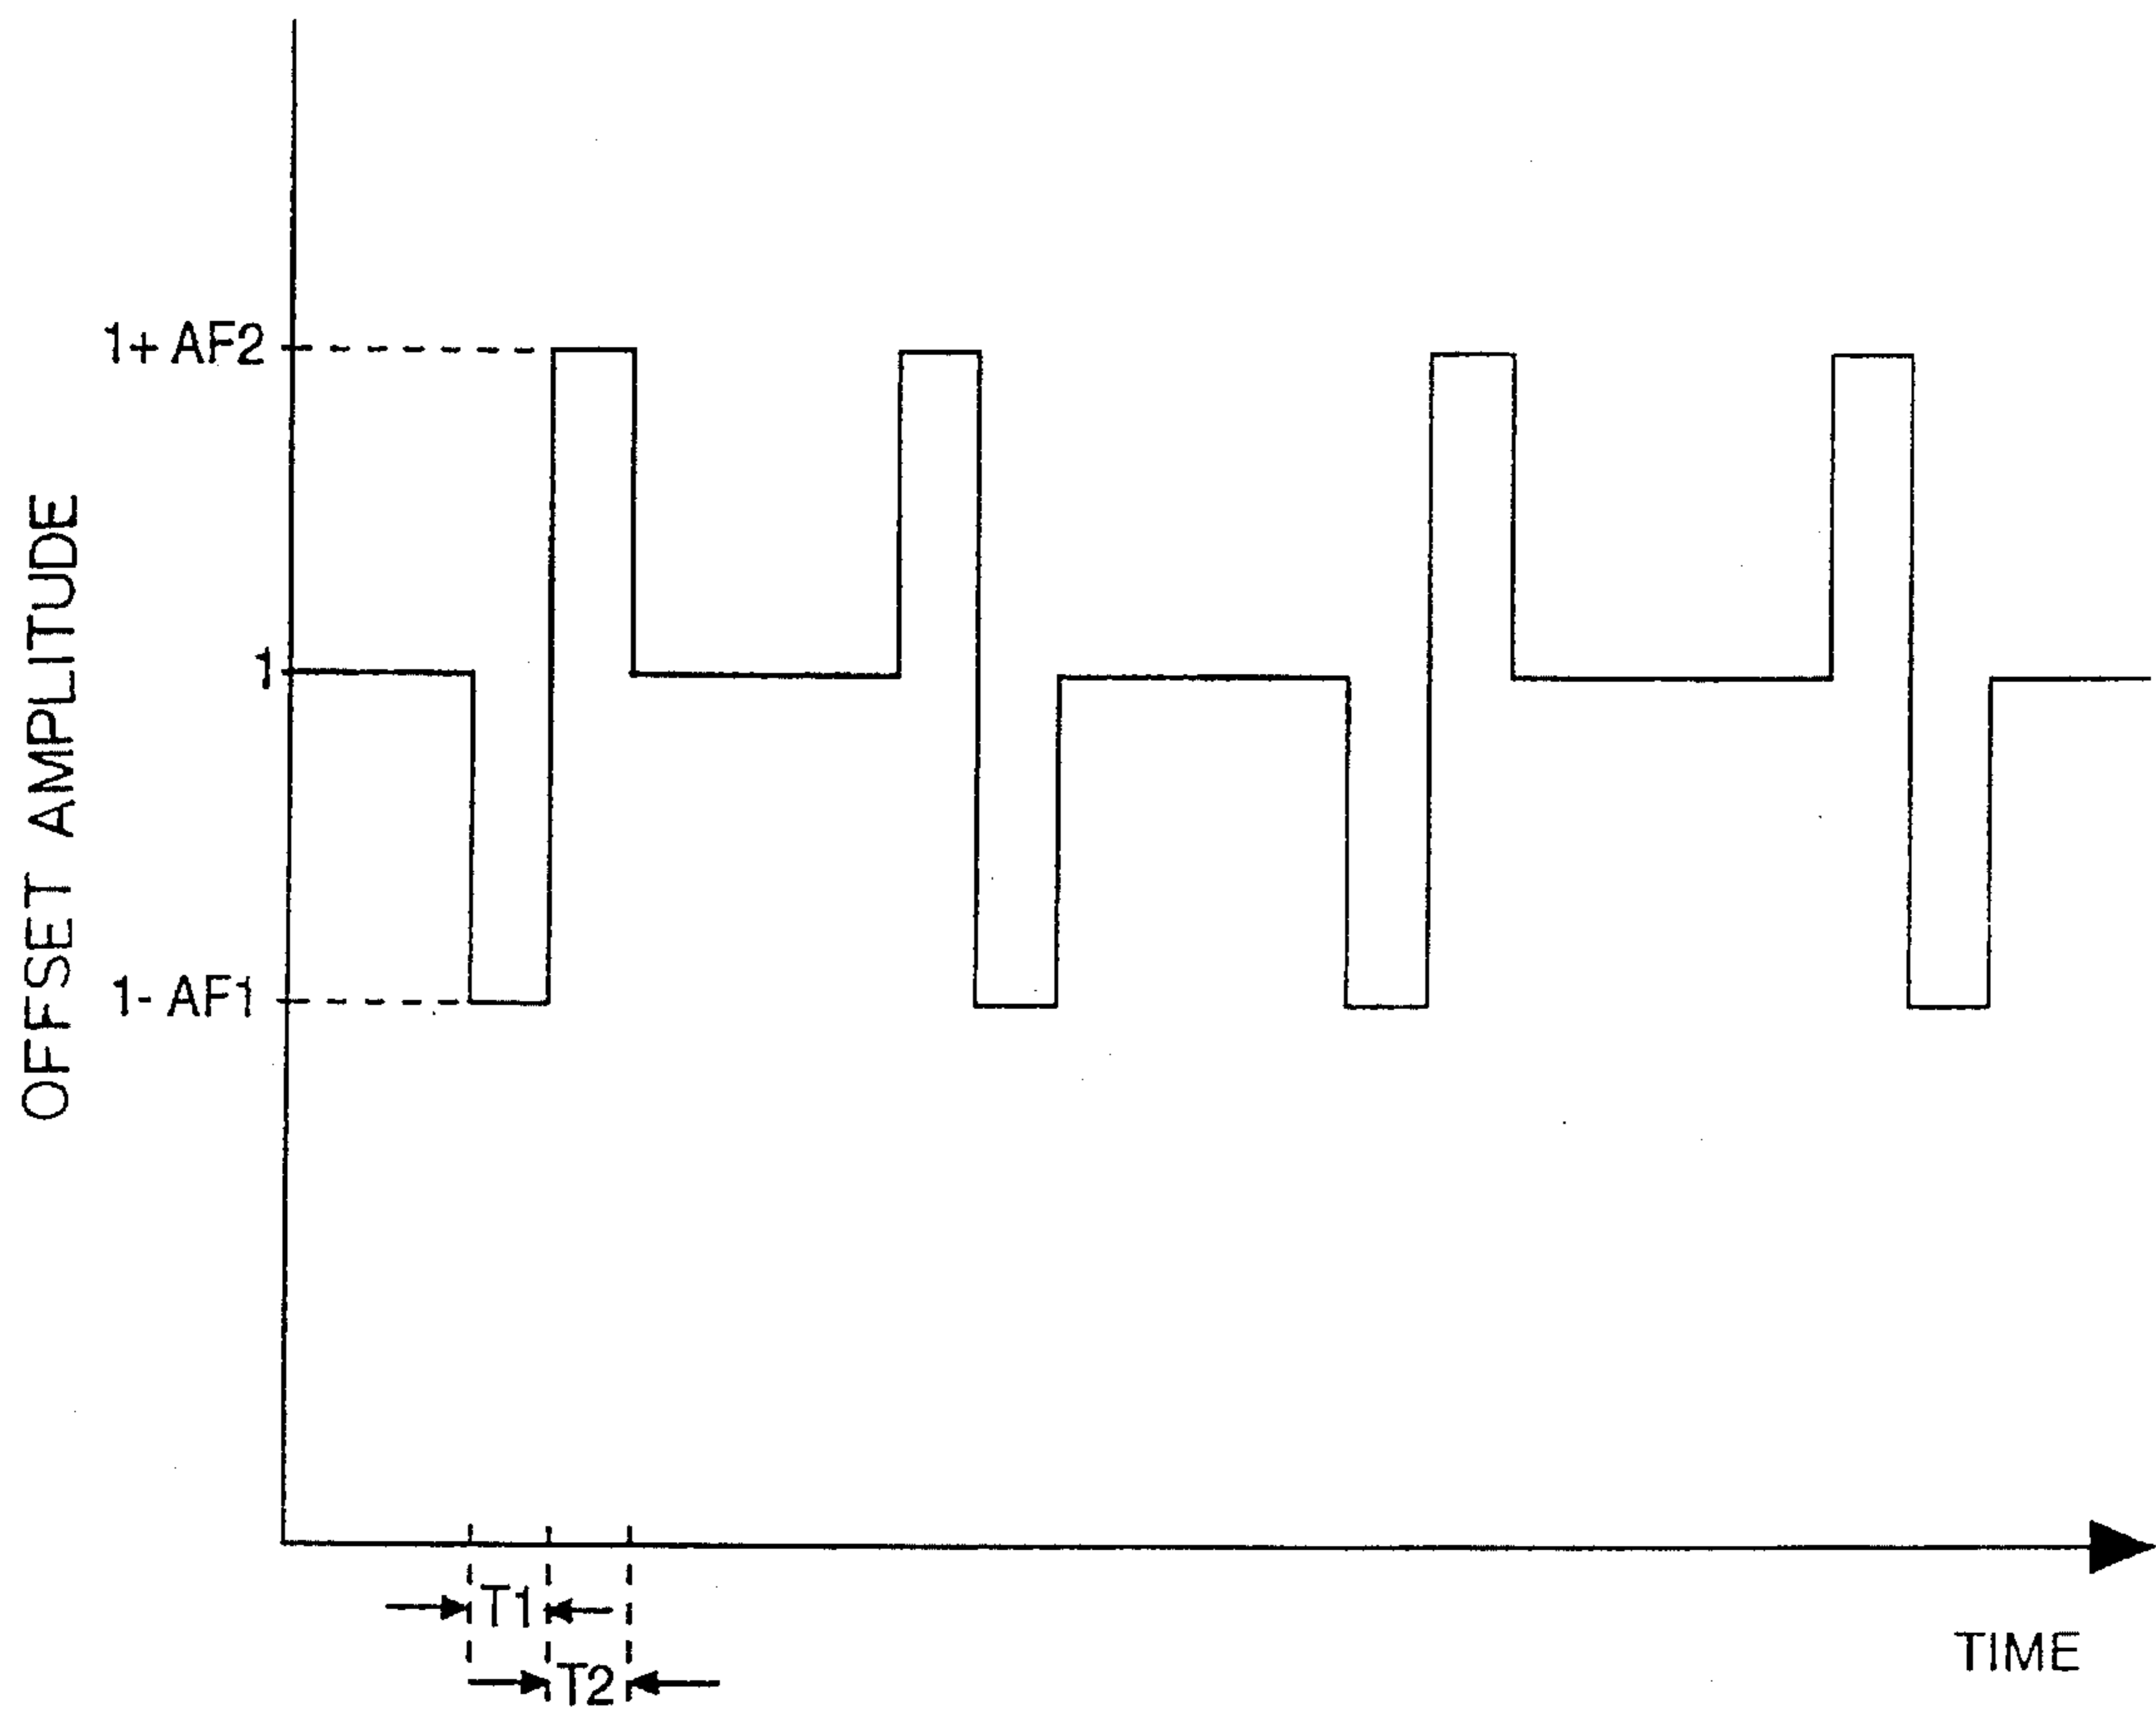 1+ AF2
1
1- AF1
OFFSET AMPLITUDE
T1
T2
TIME